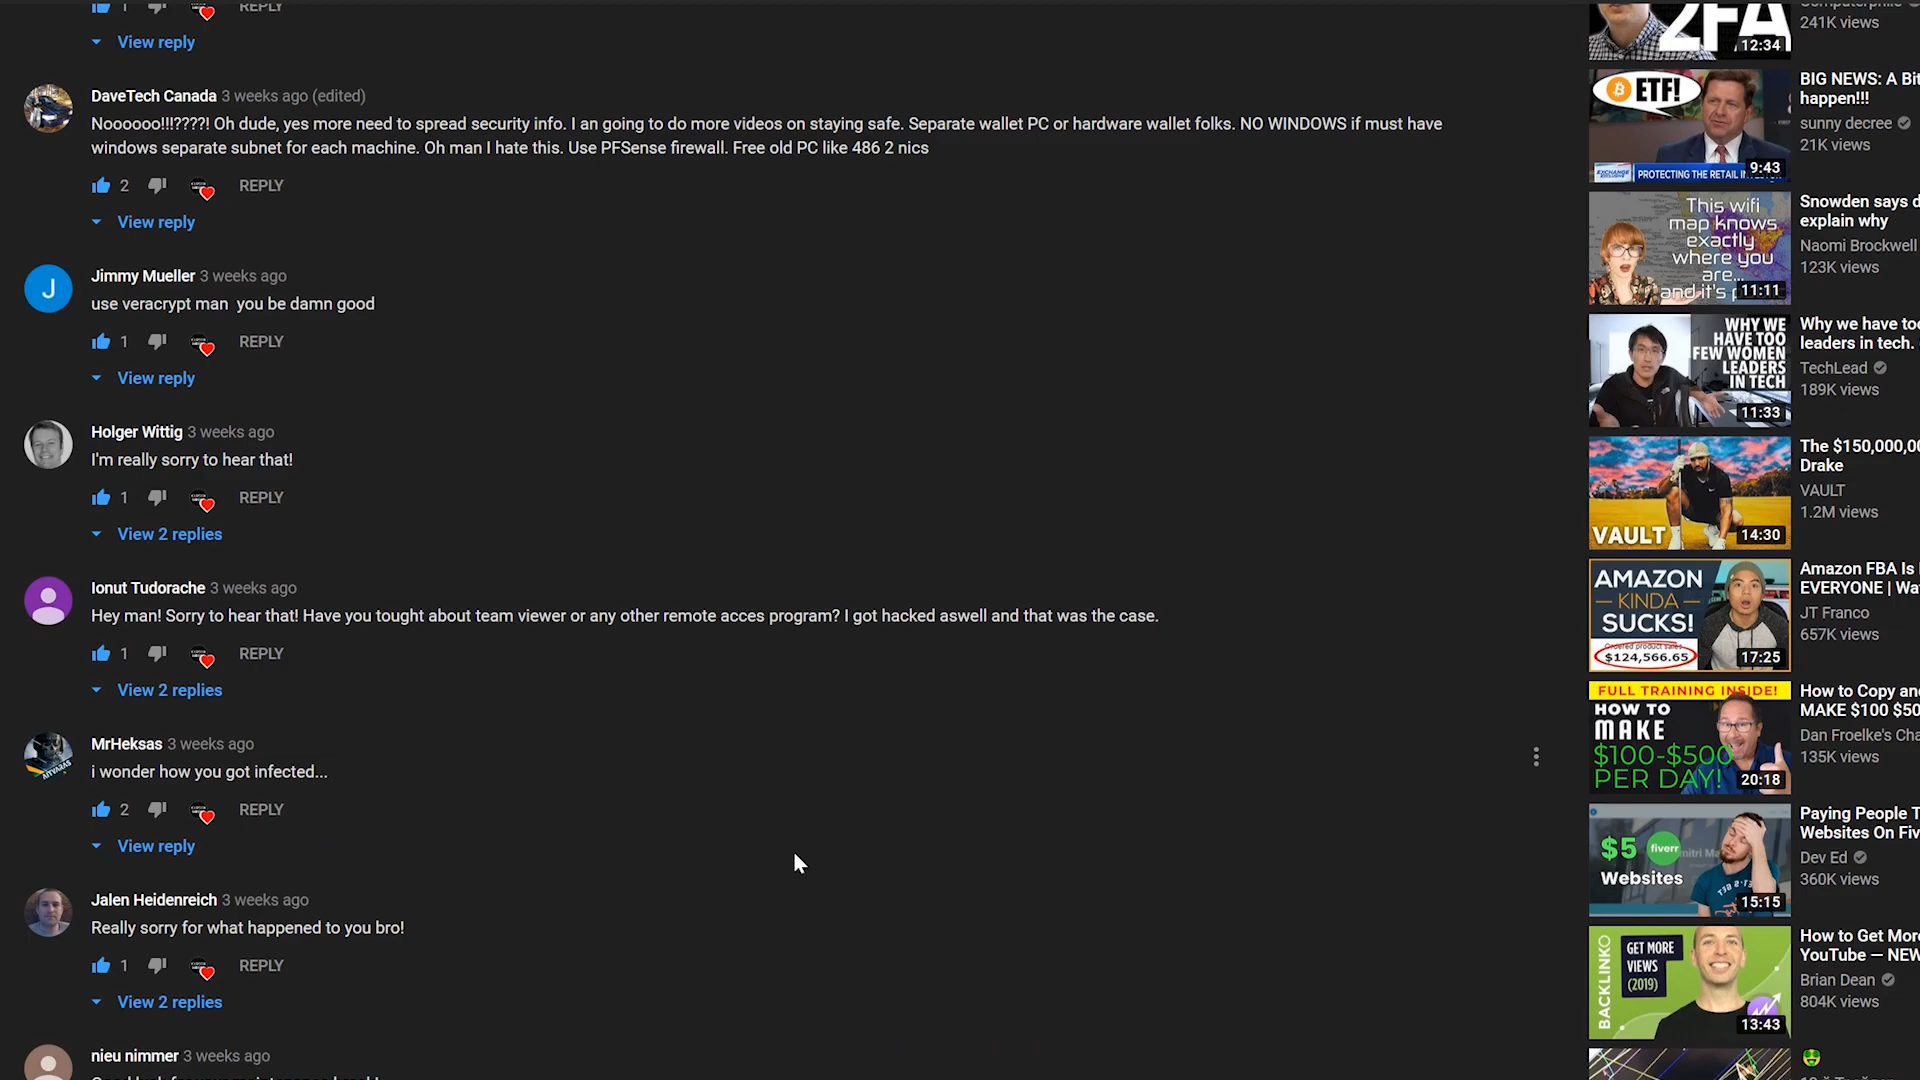 1 REPLY
View reply
DaveTech Canada 3 weeks ago (edited)
Noooooo!!!????! Oh dude, yes more need to spread security info. I an going to do more videos on staying safe. Separate wallet PC or hardware wallet folks. NO WINDOWS if must have
windows separate subnet for each machine. Oh man I hate this. Use PFSense firewall. Free old PC like 486 2 nics
2 REPLY
View reply
J
Jimmy Mueller 3 weeks ago
use veracrypt man  you be damn good
1 REPLY
View reply
Holger Wittig 3 weeks ago
I'm really sorry to hear that!
1 REPLY
View 2 replies
Ionut Tudorache 3 weeks ago
Hey man! Sorry to hear that! Have you tought about team viewer or any other remote acces program? I got hacked aswell and that was the case.
1 REPLY
View 2 replies
AITVARAS
MrHeksas 3 weeks ago
i wonder how you got infected...
2 REPLY
View reply
Jalen Heidenreich 3 weeks ago
Really sorry for what happened to you bro!
1 REPLY
View 2 replies
nieu nimmer 3 weeks ago
2FA
12:34
Computerphile
241K views
ETF!
EXCHANGE
EXCLUSIVE
PROTECTING THE RETAIL
9:43
BIG NEWS: A Bit
happen!!!
sunny decree
21K views
This wifi
map knows
exactly
where you
are...
and it's
11:11
Snowden says d
explain why
Naomi Brockwell
123K views
WHY WE
HAVE TOO
FEW WOMEN
LEADERS
IN TECH
11:33
Why we have too
leaders in tech.
TechLead
189K views
VAULT
14:30
The $150,000,00
Drake
VAULT
1.2M views
AMAZON
KINDA
SUCKS!
Ordered product sales
$124,566.65
17:25
Amazon FBA Is
EVERYONE | Wa
JT Franco
657K views
FULL TRAINING INSIDE!
HOW TO
MAKE
$100-$500
PER DAY!
20:18
How to Copy and
MAKE $100 $50
Dan Froelke's Cha
135K views
$5 fiverr
Websites
15:15
Paying People T
Websites On Fiv
Dev Ed
360K views
BACKLINKO
GET MORE
VIEWS
(2019)
13:43
How to Get More
YouTube — NEW
Brian Dean
804K views